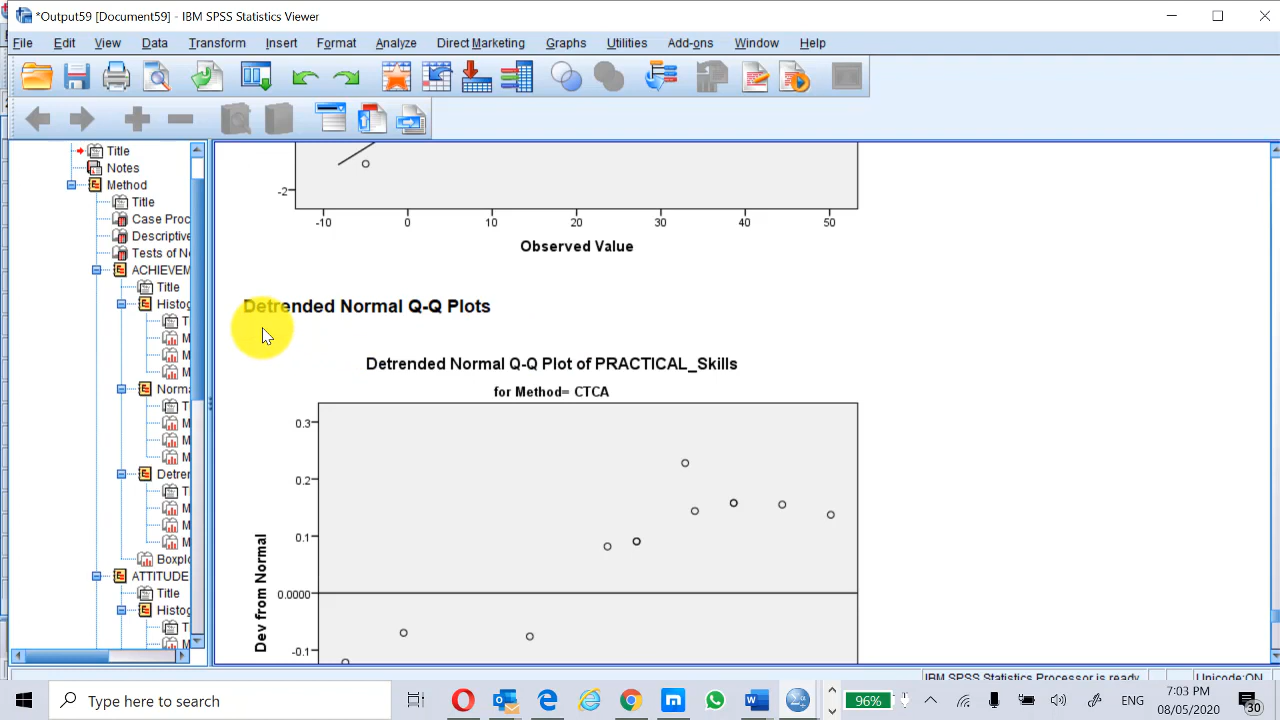 *Output59 [Document59] - IBM SPSS Statistics Viewer
File Edit View Data Transform Insert Format Analyze Direct Marketing Graphs Utilities Add-ons Window Help
Title
Notes
Method
Title
Case Proc
Descriptive
Tests of N
ACHIEVEM
Title
Histog
T
M
M
M
Norma
T
M
M
M
Detren
T
M
M
M
Boxplo
ATTITUDE
Title
Histog
T
M
-2
-10 0 10 20 30 40 50
Observed Value
Detrended Normal Q-Q Plots
Detrended Normal Q-Q Plot of PRACTICAL_Skills
for Method= CTCA
0.3
0.2
0.1
0.0000
-0.1
Dev from Normal
IBM SPSS Statistics Processor is ready Unicode:ON
Type here to search
96%
ENG
7:03 PM
08/05/2020
30